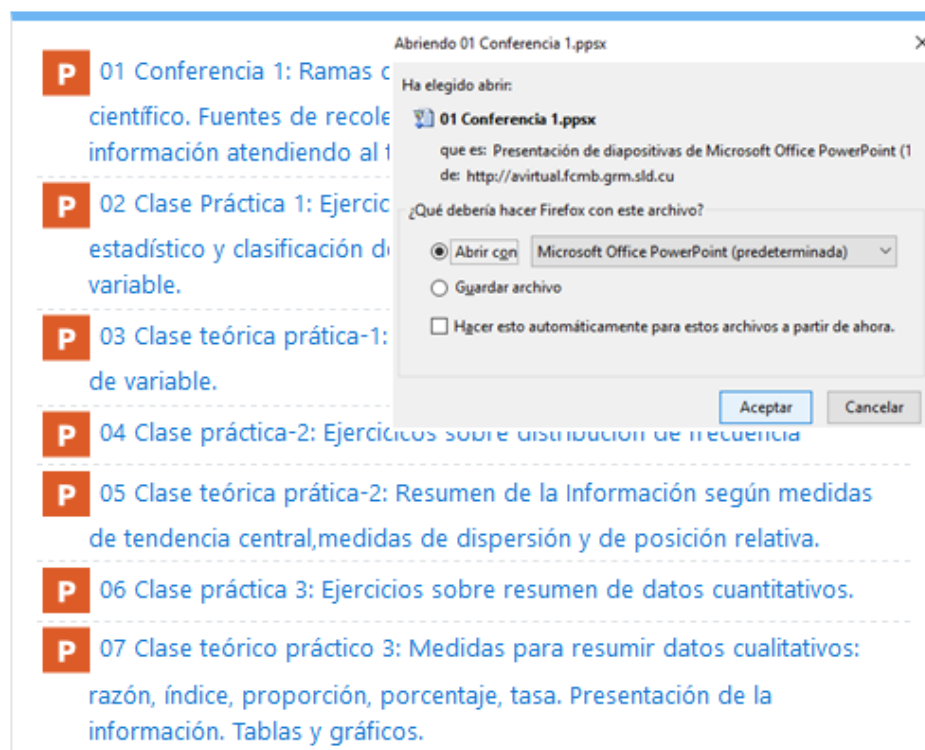 01 Conferencia 1: Ramas
científico. Fuentes de
información atendiendo al
02 Clase Práctica 1:
estadístico y clasificación
variable.
03 Clase teórica prática-1:
de variable.
04 Clase práctica-2: Ejercicicos sobre distribución de frecuencia
05 Clase teórica prática-2: Resumen de la Información según medidas
de tendencia central,medidas de dispersión y de posición relativa.
06 Clase práctica 3: Ejercicios sobre resumen de datos cuantitativos.
07 Clase teórico práctico 3: Medidas para resumir datos cualitativos:
razón, índice, proporción, porcentaje, tasa. Presentación de la
información. Tablas y gráficos.
Abriendo 01 Conferencia 1.ppsx
Ha elegido abrir:
01 Conferencia 1.ppsx
que es: Presentación de diapositivas de Microsoft Office PowerPoint (1
de: http://avirtual.fcmb.grm.sld.cu
¿Qué debería hacer Firefox con este archivo?
Abrir con Microsoft Office PowerPoint (predeterminada)
Guardar archivo
Hacer esto automáticamente para estos archivos a partir de ahora.
Aceptar Cancelar